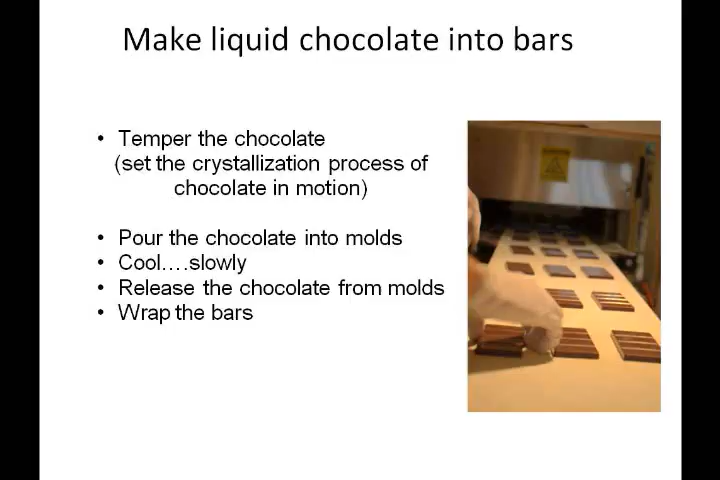 Make liquid chocolate into bars
• Temper the chocolate
(set the crystallization process of
chocolate in motion)
• Pour the chocolate into molds
• Cool….slowly
• Release the chocolate from molds
• Wrap the bars